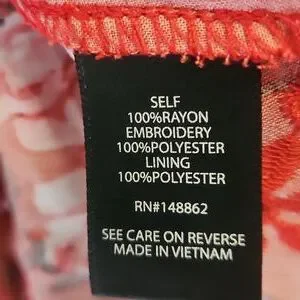 SELF
100%RAYON
EMBROIDERY
100%POLYESTER
LINING
100%POLYESTER
RN#148862
SEE CARE ON REVERSE
MADE IN VIETNAM